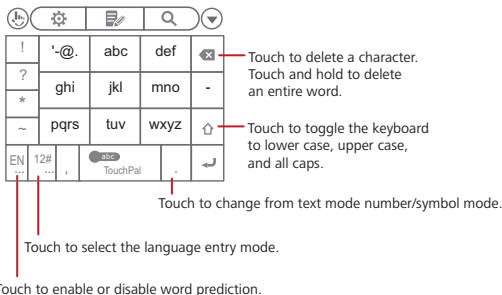 ! '-@. abc def
?
ghi jkl mno -
*
~ pqrs tuv wxyz
EN ... 12# ... , abc TouchPal .
Touch to delete a character.
Touch and hold to delete
an entire word.
Touch to toggle the keyboard
to lower case, upper case,
and all caps.
Touch to change from text mode number/symbol mode.
Touch to select the language entry mode.
Touch to enable or disable word prediction.